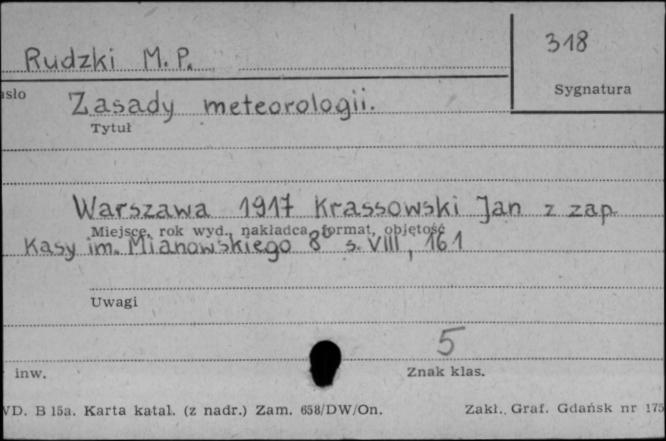 Rudzki M. P.
318
Sygnatura
Zasady meteorologii.
Tytuł
Warszawa 1917 Krassowski Jan z zap.
Miejsce, rok wyd., nakładca, format, objętość
Kasy im. Mianowskiego 8° s. VIII, 161
Uwagi
5
inw.
Znak klas.
VD. B 15a. Karta katal. (z nadr.) Zam. 658/DW/On.
Zakł. Graf. Gdańsk nr 175